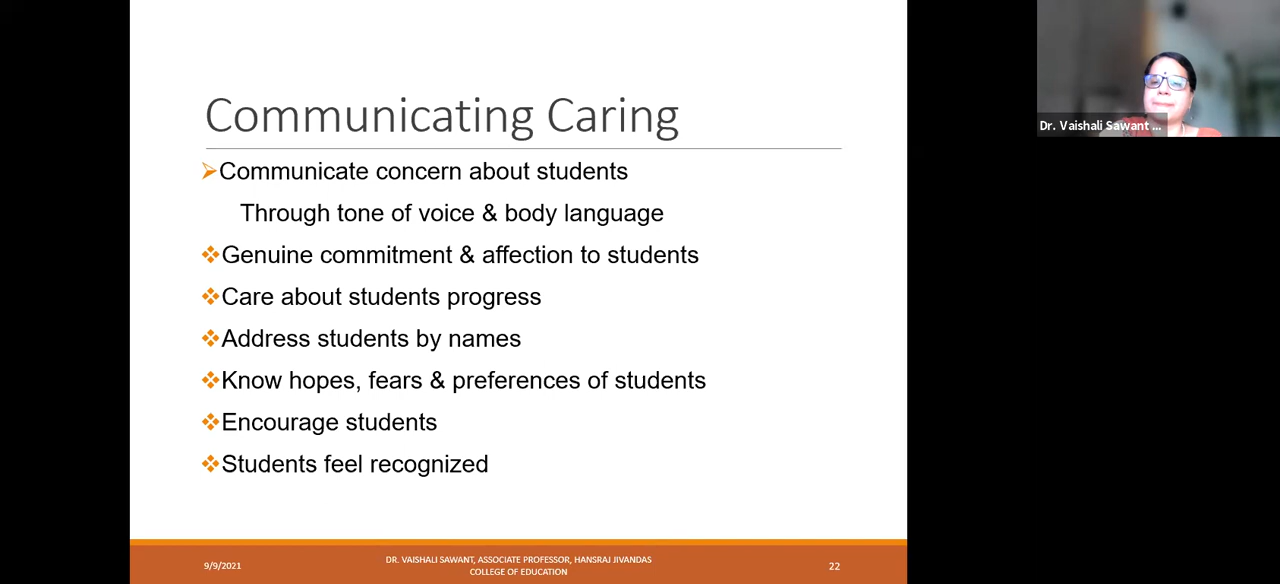 Communicating Caring
Communicate concern about students
Through tone of voice & body language
Genuine commitment & affection to students
Care about students progress
Address students by names
Know hopes, fears & preferences of students
Encourage students
Students feel recognized
9/9/2021
DR. VAISHALI SAWANT, ASSOCIATE PROFESSOR, HANSRAJ JIVANDAS
COLLEGE OF EDUCATION
22
Dr. Vaishali Sawant ...